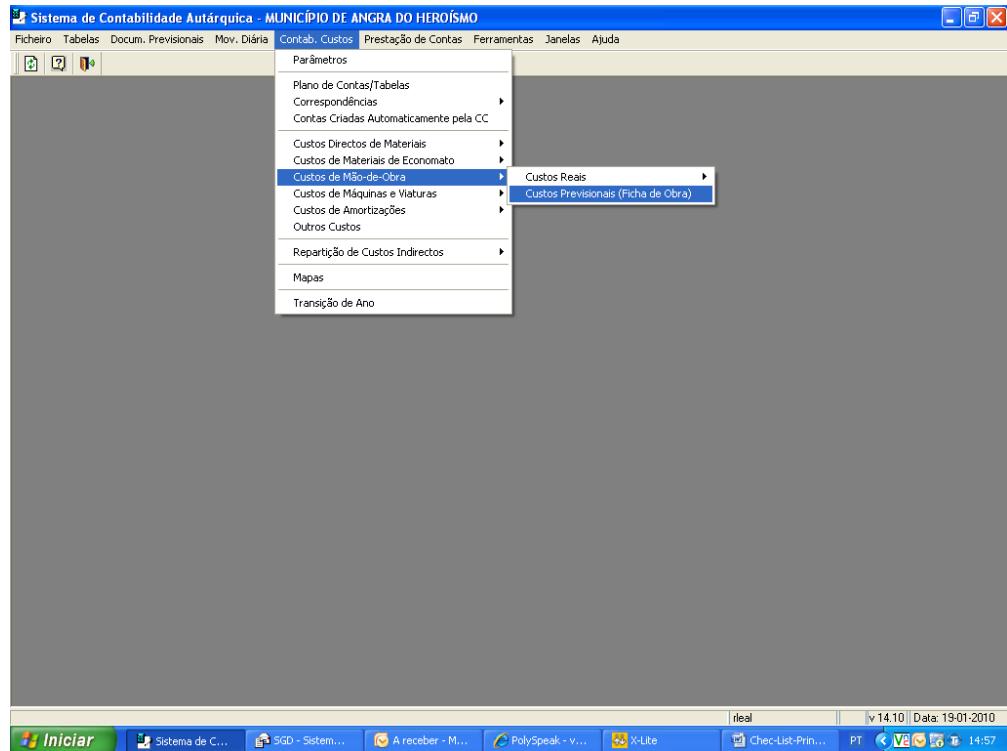 Sistema de Contabilidade Autárquica - MUNICÍPIO DE ANGRA DO HEROÍSMO
Ficheiro Tabelas Docum. Previsionais Mov. Diária Contab. Custos Prestação de Contas Ferramentas Janelas Ajuda
Parâmetros
Plano de Contas/Tabelas
Correspondências
Contas Criadas Automaticamente pela CC
Custos Directos de Materiais
Custos de Materiais de Economato
Custos de Mão-de-Obra
Custos de Máquinas e Viaturas
Custos de Amortizações
Outros Custos
Repartição de Custos Indirectos
Mapas
Transição de Ano
Custos Reais
Custos Previsionais (Ficha de Obra)
rleal v 14.10 Data: 19-01-2010
Iniciar Sistema de C... SGD - Sistem... A receber - M... PolySpeak - v... X-Lite Chec-List-Prin... PT 14:57